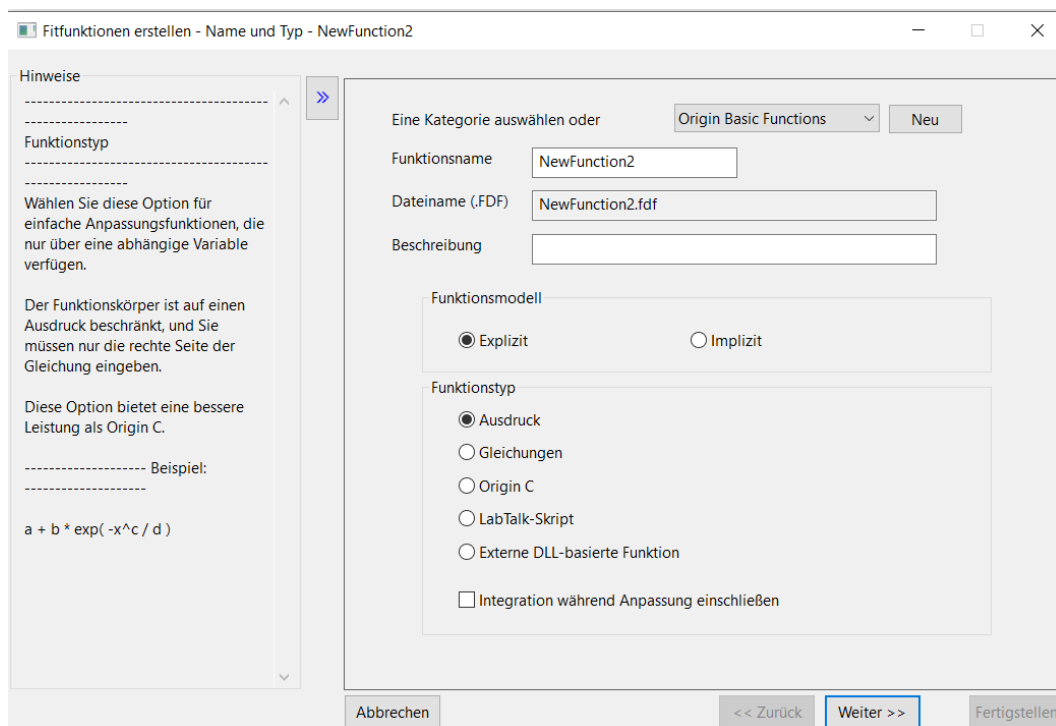 Fitfunktionen erstellen - Name und Typ - NewFunction2
Hinweise
----------------------------------------
-----------------
Funktionstyp
----------------------------------------
-----------------
Wählen Sie diese Option für
einfache Anpassungsfunktionen, die
nur über eine abhängige Variable
verfügen.
Der Funktionskörper ist auf einen
Ausdruck beschränkt, und Sie
müssen nur die rechte Seite der
Gleichung eingeben.
Diese Option bietet eine bessere
Leistung als Origin C.
-------------------- Beispiel:
--------------------
a + b * exp( -x^c / d )
»
Eine Kategorie auswählen oder Origin Basic Functions Neu
Funktionsname NewFunction2
Dateiname (.FDF) NewFunction2.fdf
Beschreibung
Funktionsmodell
Explizit Implizit
Funktionstyp
Ausdruck
Gleichungen
Origin C
LabTalk-Skript
Externe DLL-basierte Funktion
Integration während Anpassung einschließen
Abbrechen << Zurück Weiter >> Fertigstellen